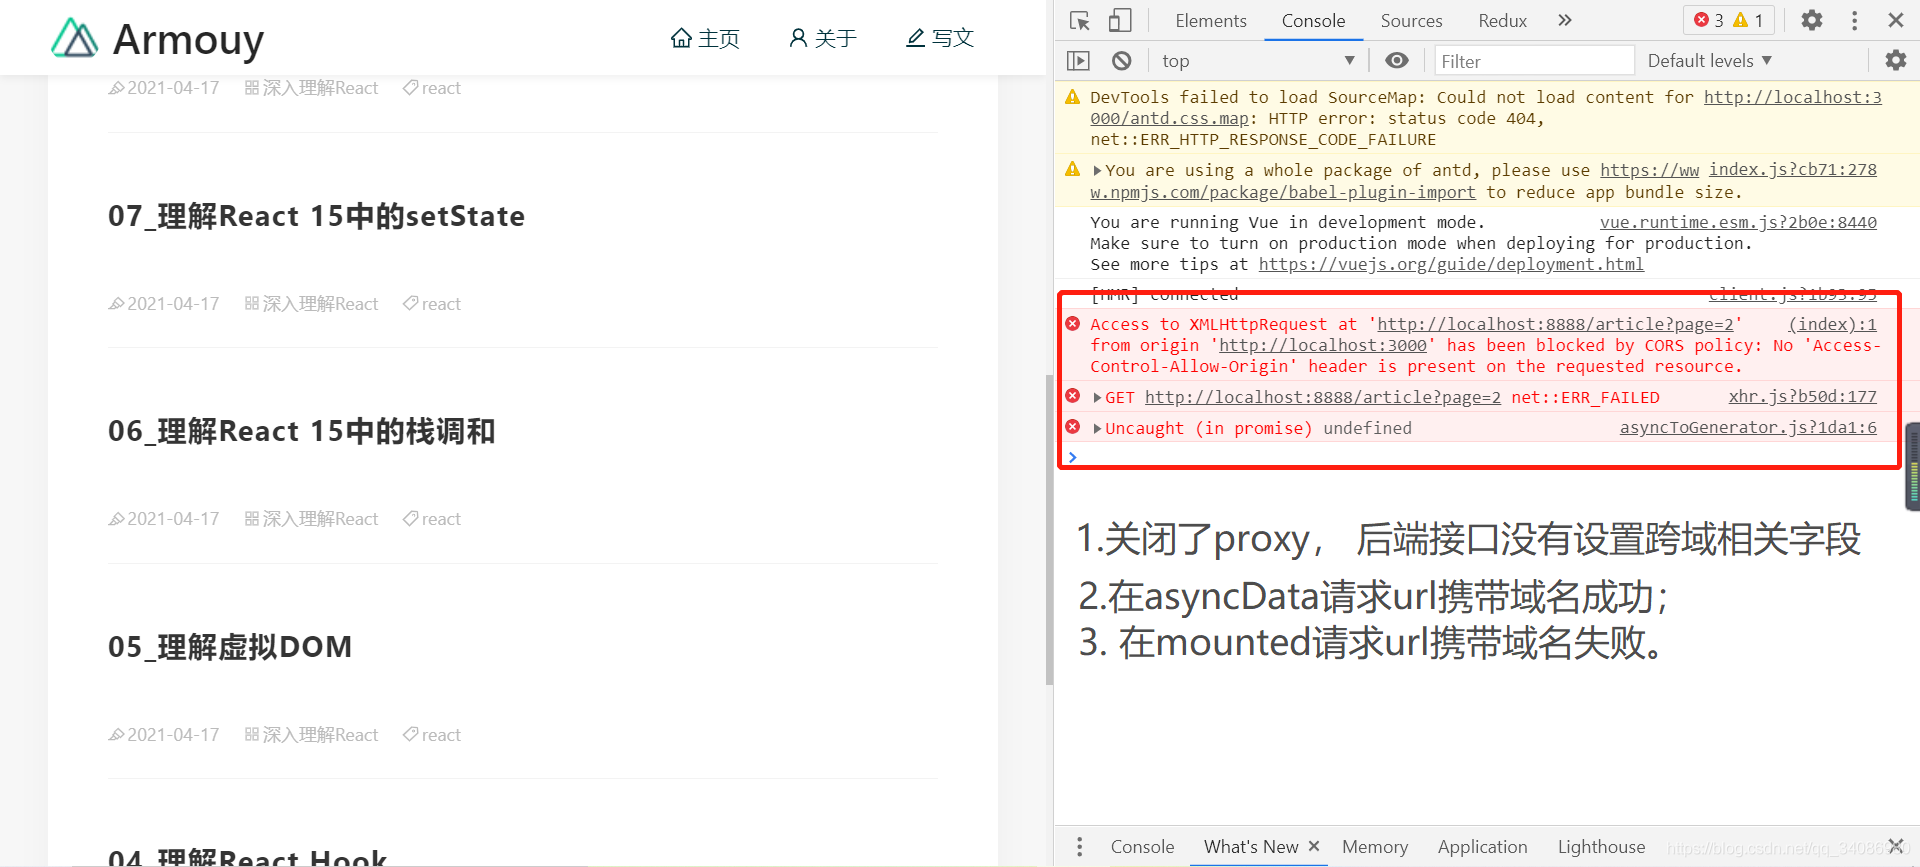 Armouy
主页
关于
写文
2021-04-17 深入理解React react
07_理解React 15中的setState
2021-04-17 深入理解React react
06_理解React 15中的栈调和
2021-04-17 深入理解React react
05_理解虚拟DOM
2021-04-17 深入理解React react
04_理解React Hook
Elements Console Sources Redux » 3 1
top Filter Default levels ▼
DevTools failed to load SourceMap: Could not load content for http://localhost:3
000/antd.css.map: HTTP error: status code 404,
net::ERR_HTTP_RESPONSE_CODE_FAILURE
You are using a whole package of antd, please use https://ww index.js?cb71:278
w.npmjs.com/package/babel-plugin-import to reduce app bundle size.
You are running Vue in development mode. vue.runtime.esm.js?2b0e:8440
Make sure to turn on production mode when deploying for production.
See more tips at https://vuejs.org/guide/deployment.html
[HMR] connected client.js?1b93:95
Access to XMLHttpRequest at 'http://localhost:8888/article?page=2' (index):1
from origin 'http://localhost:3000' has been blocked by CORS policy: No 'Access-
Control-Allow-Origin' header is present on the requested resource.
GET http://localhost:8888/article?page=2 net::ERR_FAILED xhr.js?b50d:177
Uncaught (in promise) undefined asyncToGenerator.js?1da1:6
1.关闭了proxy， 后端接口没有设置跨域相关字段
2.在asyncData请求url携带域名成功；
3. 在mounted请求url携带域名失败。
Console What's New Memory Application Lighthouse